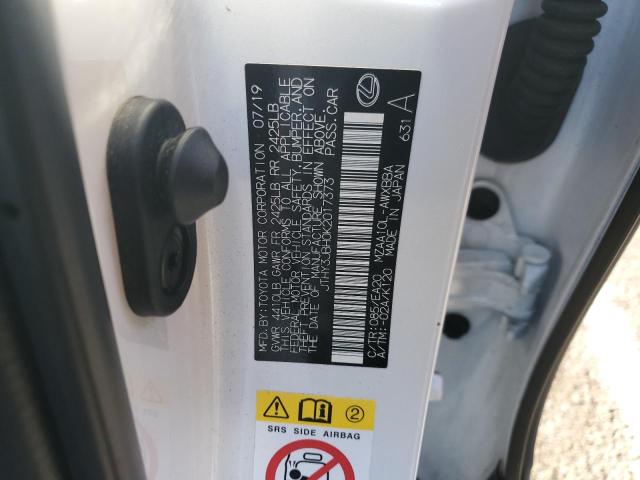 MFD.BY:TOYOTA MOTOR CORPORATION 07/19
GVWR 4410LB GAWR FR 2425LB RR 2425LB
THIS VEHICLE CONFORMS TO ALL APPLICABLE
FEDERAL MOTOR VEHICLE SAFETY, BUMPER, AND
THEFT PREVENTION STANDARDS IN EFFECT ON
THE DATE OF MANUFACTURE SHOWN ABOVE.
JTHY3JBH0K2017373 PASS.CAR
C/TR:085/EA20 MZAA10L-AWXBBA
A/TM:-02A/K120 MADE IN JAPAN
631 A
2
SRS SIDE AIRBAG